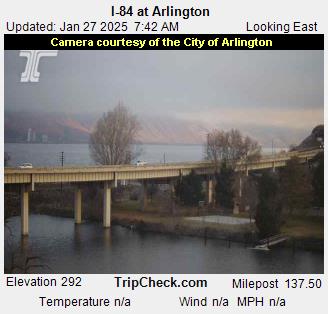 I-84 at Arlington
Updated: Jan 27 2025 7:42 AM Looking East
Camera courtesy of the City of Arlington
Elevation 292 TripCheck.com Milepost 137.50
Temperature n/a Wind n/a MPH n/a